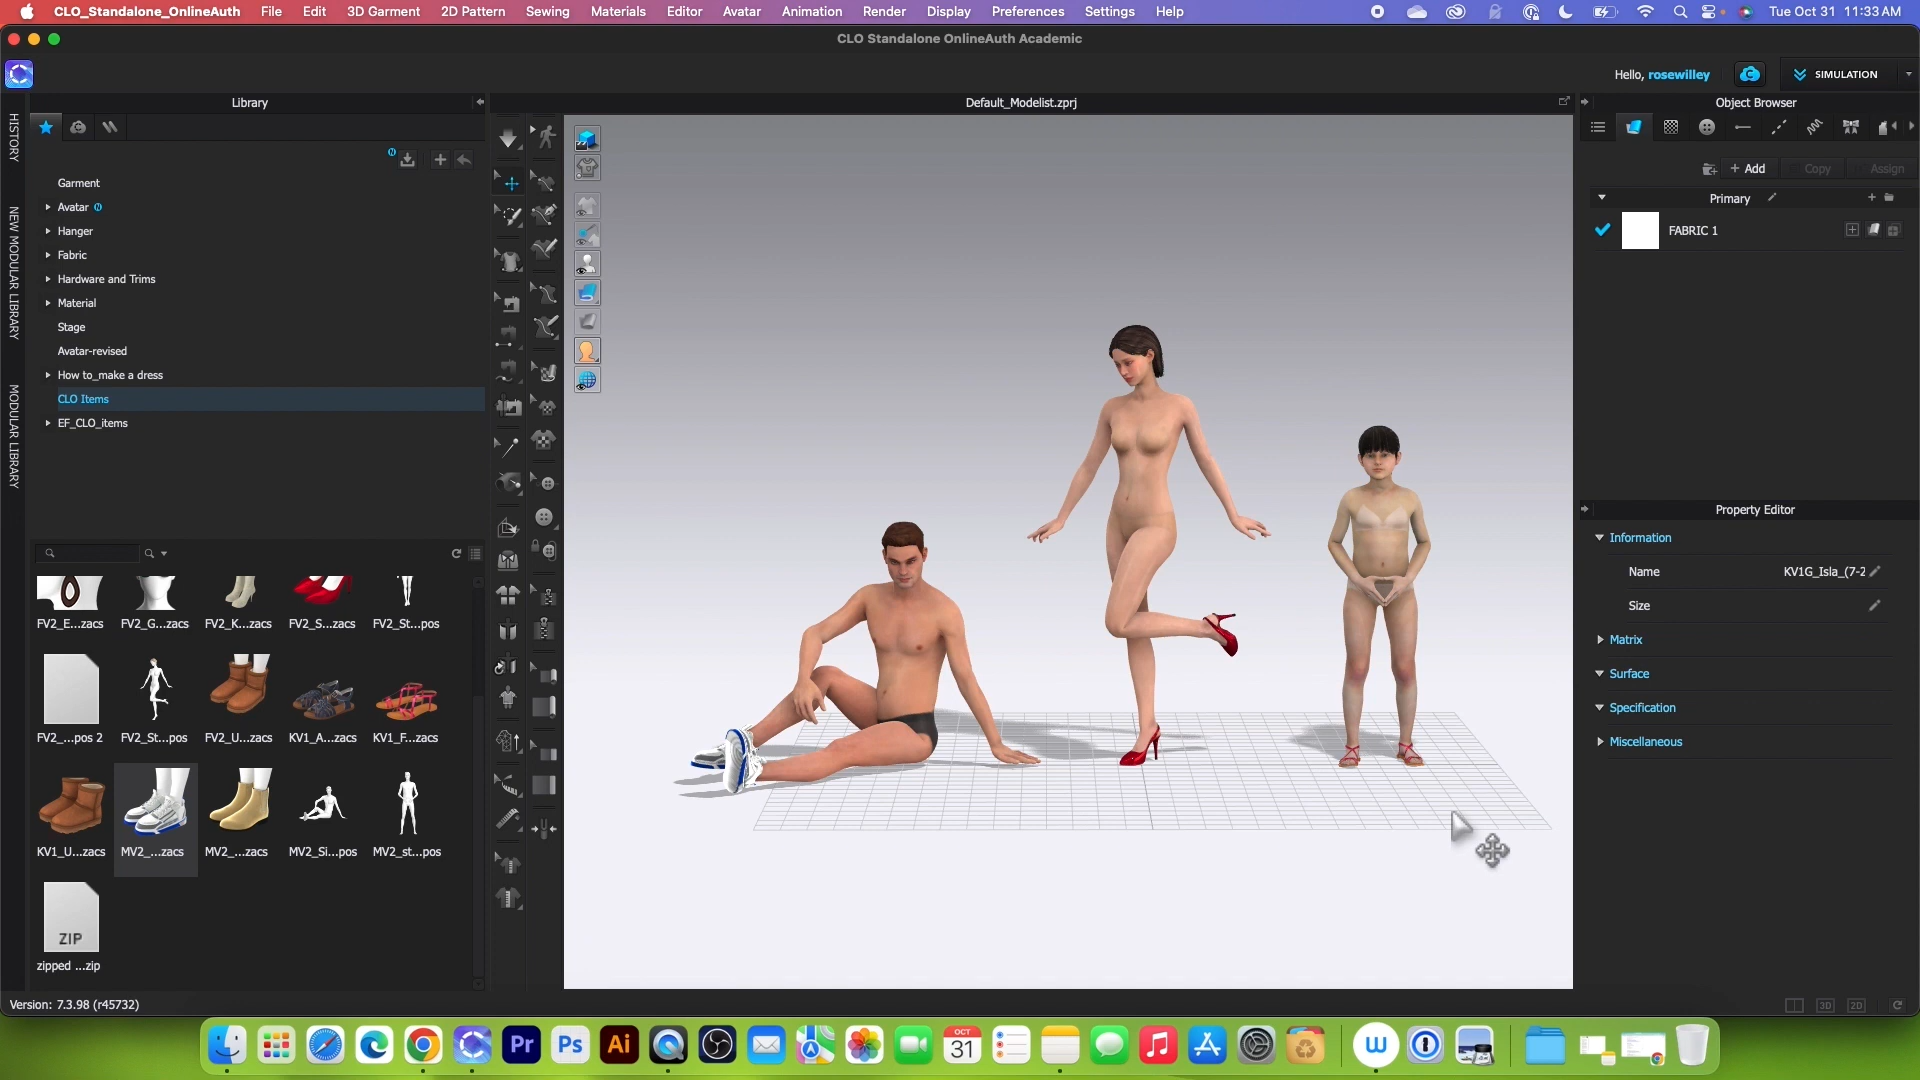 CLO_Standalone_OnlineAuth File Edit 3D Garment 2D Pattern Sewing Materials Editor Avatar Animation Render Display Preferences Settings Help Tue Oct 31 11:33 AM
CLO Standalone OnlineAuth Academic
Hello, rosewilley
SIMULATION
Library
Default_Modelist.zprj
Object Browser
HISTORY
NEW MODULAR LIBRARY
MODULAR LIBRARY
Garment
Avatar N
Hanger
Fabric
Hardware and Trims
Material
Stage
Avatar-revised
How to_make a dress
CLO Items
EF_CLO_items
+ Add Copy Assign
Primary
FABRIC 1
Property Editor
Information
Name KV1G_Isla_(7-2
Size
Matrix
Surface
Specification
Miscellaneous
FV2_E...zacs FV2_G...zacs FV2_K...zacs FV2_S...zacs FV2_St...pos
FV2_...pos 2 FV2_St...pos FV2_U...zacs KV1_A...zacs KV1_F...zacs
KV1_U...zacs MV2_...zacs MV2_...zacs MV2_Si...pos MV2_st...pos
ZIP
zipped ...zip
Version: 7.3.98 (r45732)
3D 2D
Pr Ps Ai OCT 31